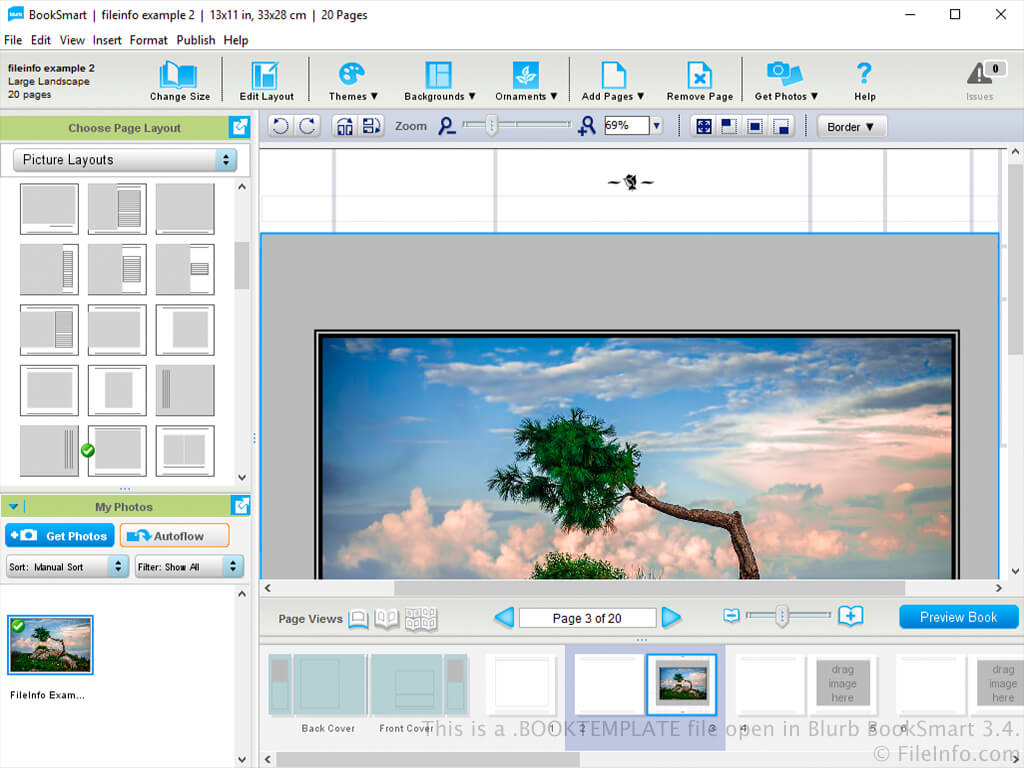 Blurb BookSmart | fileinfo example 2 | 13x11 in, 33x28 cm | 20 Pages
File Edit View Insert Format Publish Help
fileinfo example 2
Large Landscape
20 pages
Change Size
Edit Layout
Themes ▼
Backgrounds ▼
Ornaments ▼
Add Pages ▼
Remove Page
Get Photos ▼
Help
0
Issues
Choose Page Layout
Zoom
69%
Border ▼
Picture Layouts
My Photos
Get Photos
Autoflow
Sort: Manual Sort
Filter: Show All
FileInfo Exam...
Page Views
Page 3 of 20
Preview Book
drag
image
here
drag
image
here
Back Cover
Front Cover
1
2
3
4
5
6
This is a .BOOKTEMPLATE file open in Blurb BookSmart 3.4.
© FileInfo.com